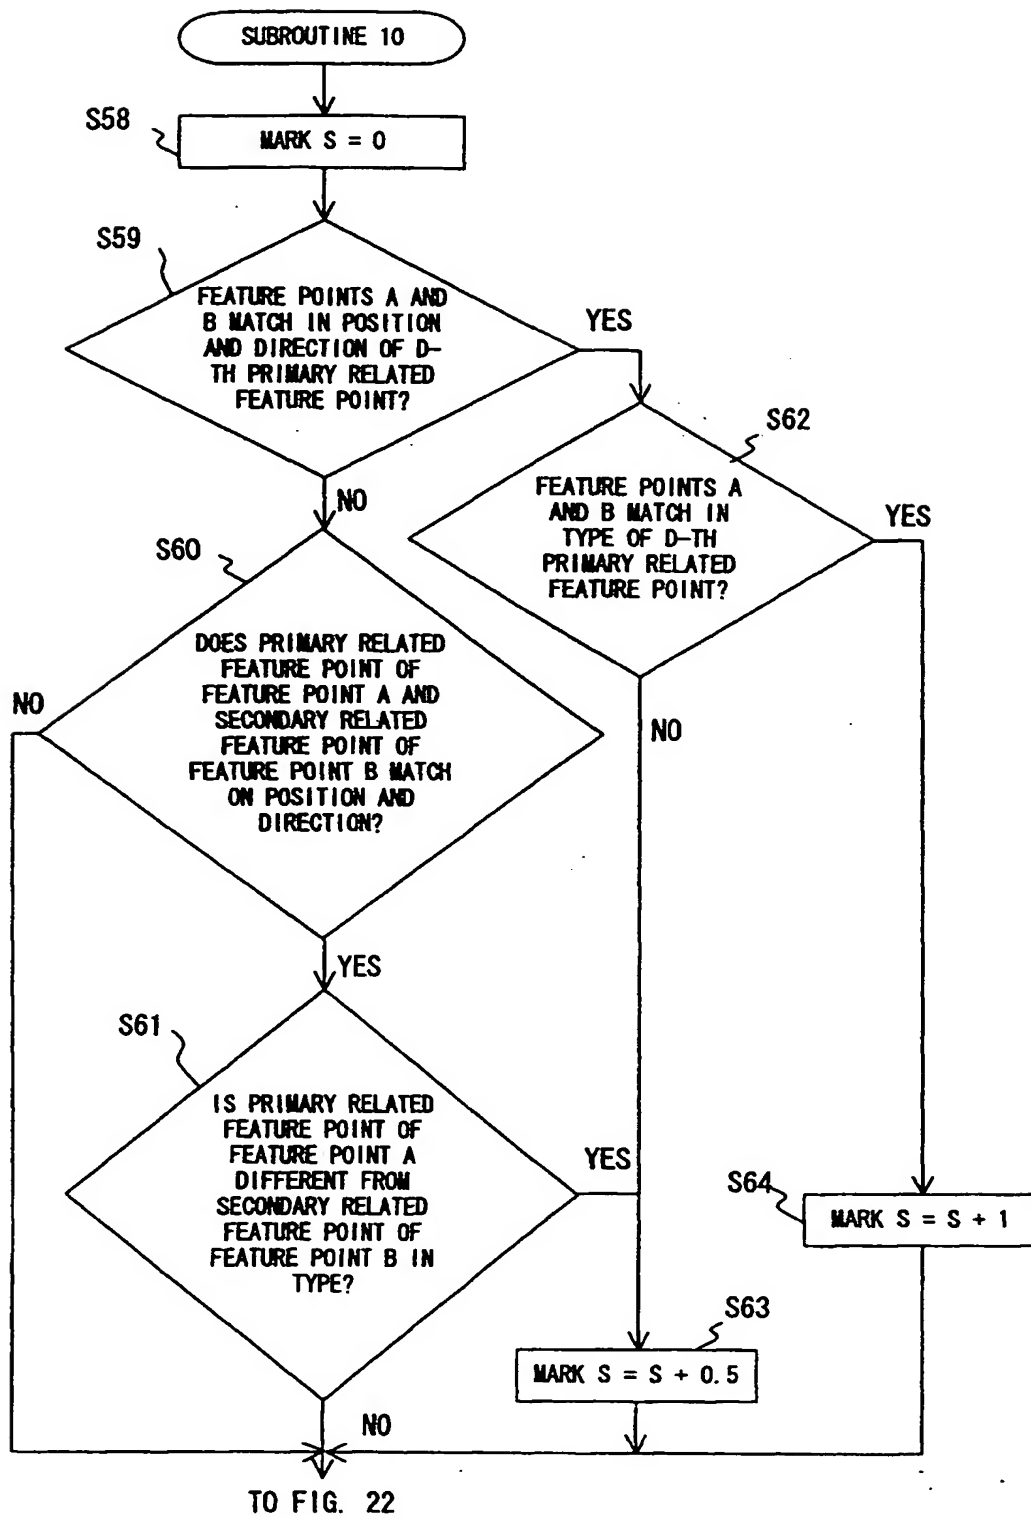 SUBROUTINE 10
S58
MARK S = 0
S59
FEATURE POINTS A AND
B MATCH IN POSITION
AND DIRECTION OF D-
TH PRIMARY RELATED
FEATURE POINT?
YES
NO
S62
FEATURE POINTS A
AND B MATCH IN
TYPE OF D-TH
PRIMARY RELATED
FEATURE POINT?
YES
NO
S60
DOES PRIMARY RELATED
FEATURE POINT OF
FEATURE POINT A AND
SECONDARY RELATED
FEATURE POINT OF
FEATURE POINT B MATCH
ON POSITION AND
DIRECTION?
NO
YES
S61
IS PRIMARY RELATED
FEATURE POINT OF
FEATURE POINT A
DIFFERENT FROM
SECONDARY RELATED
FEATURE POINT OF
FEATURE POINT B IN
TYPE?
YES
NO
S64
MARK S = S + 1
S63
MARK S = S + 0.5
TO FIG. 22